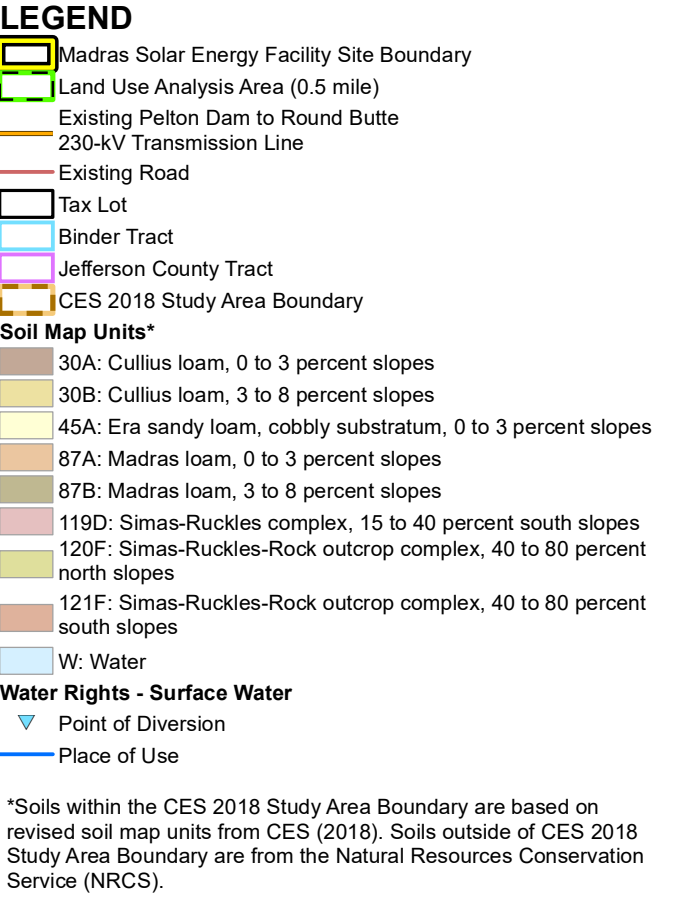 LEGEND
Madras Solar Energy Facility Site Boundary
Land Use Analysis Area (0.5 mile)
Existing Pelton Dam to Round Butte
230-kV Transmission Line
Existing Road
Tax Lot
Binder Tract
Jefferson County Tract
CES 2018 Study Area Boundary
Soil Map Units*
30A: Cullius loam, 0 to 3 percent slopes
30B: Cullius loam, 3 to 8 percent slopes
45A: Era sandy loam, cobbly substratum, 0 to 3 percent slopes
87A: Madras loam, 0 to 3 percent slopes
87B: Madras loam, 3 to 8 percent slopes
119D: Simas-Ruckles complex, 15 to 40 percent south slopes
120F: Simas-Ruckles-Rock outcrop complex, 40 to 80 percent
north slopes
121F: Simas-Ruckles-Rock outcrop complex, 40 to 80 percent
south slopes
W: Water
Water Rights - Surface Water
Point of Diversion
Place of Use
*Soils within the CES 2018 Study Area Boundary are based on
revised soil map units from CES (2018). Soils outside of CES 2018
Study Area Boundary are from the Natural Resources Conservation
Service (NRCS).